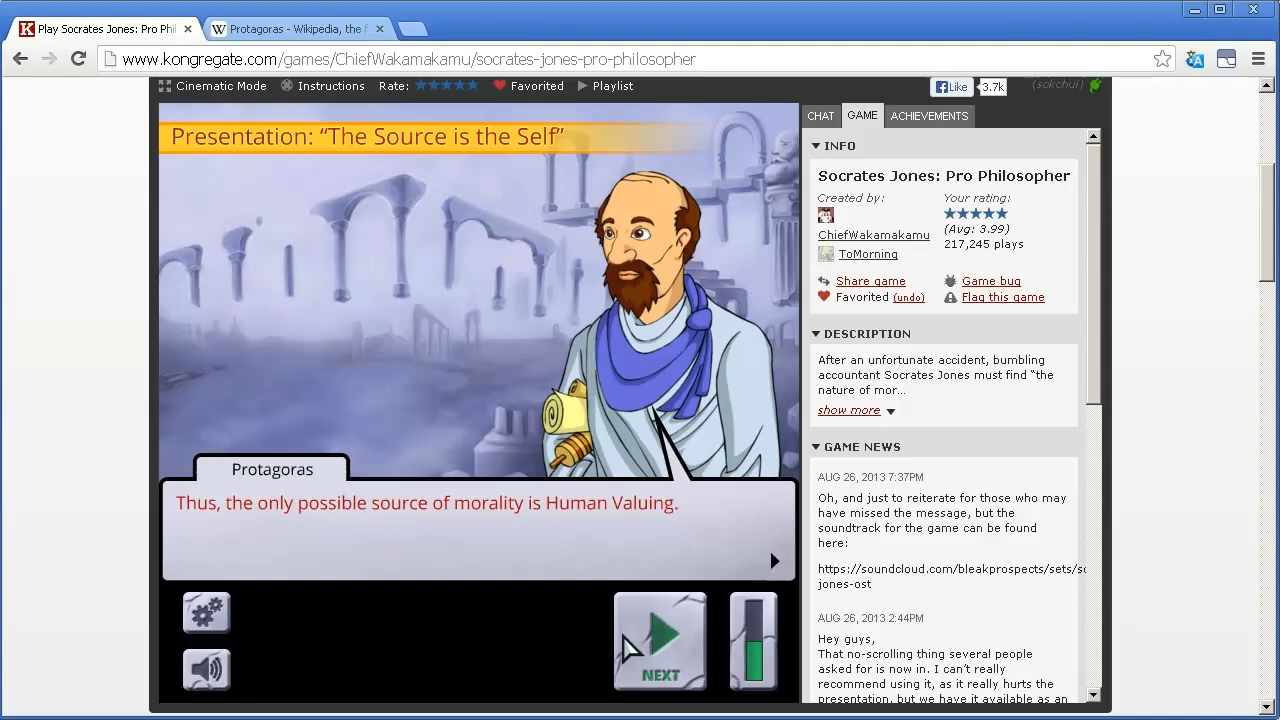 Play Socrates Jones: Pro Phil
Protagoras - Wikipedia, the f
www.kongregate.com/games/ChiefWakamakamu/socrates-jones-pro-philosopher
Cinematic Mode
Instructions
Rate:
Favorited
Playlist
Like
3.7k
(sckchui)
Presentation: “The Source is the Self”
Protagoras
Thus, the only possible source of morality is Human Valuing.
NEXT
CHAT
GAME
ACHIEVEMENTS
INFO
Socrates Jones: Pro Philosopher
Created by:
ChiefWakamakamu
ToMorning
Your rating:
(Avg: 3.99)
217,245 plays
Share game
Favorited (undo)
Game bug
Flag this game
DESCRIPTION
After an unfortunate accident, bumbling
accountant Socrates Jones must find “the
nature of mor...
show more
GAME NEWS
AUG 26, 2013 7:37PM
Oh, and just to reiterate for those who may
have missed the message, but the
soundtrack for the game can be found
here:
https://soundcloud.com/bleakprospects/sets/so
jones-ost
AUG 26, 2013 2:44PM
Hey guys,
That no-scrolling thing several people
asked for is now in. I can't really
recommend using it, as it really hurts the
presentation, but we have it available as an